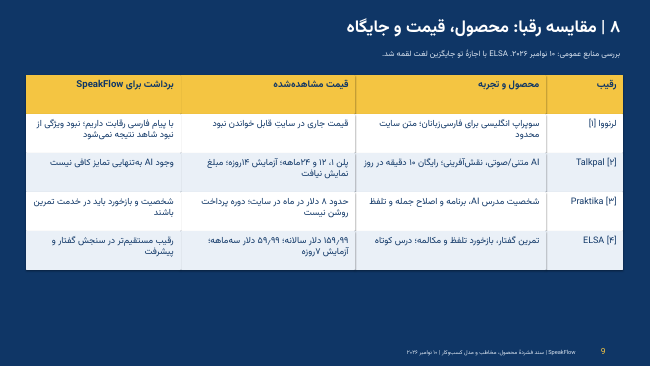 ۸ | مقایسه رقبا: محصول، قیمت و جایگاه
بررسی منابع عمومی: ۱۰ نوامبر ۲۰۲۶. ELSA با اجازهٔ تو جایگزین لغت لقمه شد.
رقیب
محصول و تجربه
قیمت مشاهده‌شده
برداشت برای SpeakFlow
لرنووا [۱]
سوپراپ انگلیسی برای فارسی‌زبانان؛ متن سایت
محدود
قیمت جاری در سایت قابل خواندن نبود
با پیام فارسی رقابت داریم؛ نبود ویژگی از
نبود شاهد نتیجه نمی‌شود
Talkpal [۲]
AI متنی/صوتی، نقش‌آفرینی؛ رایگان ۱۰ دقیقه در روز
پلن ۱، ۱۲ و ۲۴ماهه؛ آزمایش ۱۴روزه؛ مبلغ
نمایش نیافت
وجود AI به‌تنهایی تمایز کافی نیست
Praktika [۳]
شخصیت مدرس AI، برنامه و اصلاح جمله و تلفظ
حدود ۸ دلار در ماه در سایت؛ دوره پرداخت
روشن نیست
شخصیت و بازخورد باید در خدمت تمرین
باشند
ELSA [۴]
تمرین گفتار، بازخورد تلفظ و مکالمه؛ درس کوتاه
۱۵۹٫۹۹ دلار سالانه؛ ۵۹٫۹۹ دلار سه‌ماهه؛
آزمایش ۷روزه
رقیب مستقیم‌تر در سنجش گفتار و
پیشرفت
SpeakFlow | سند فشردهٔ محصول، مخاطب و مدل کسب‌وکار | ۱۰ نوامبر ۲۰۲۶
9